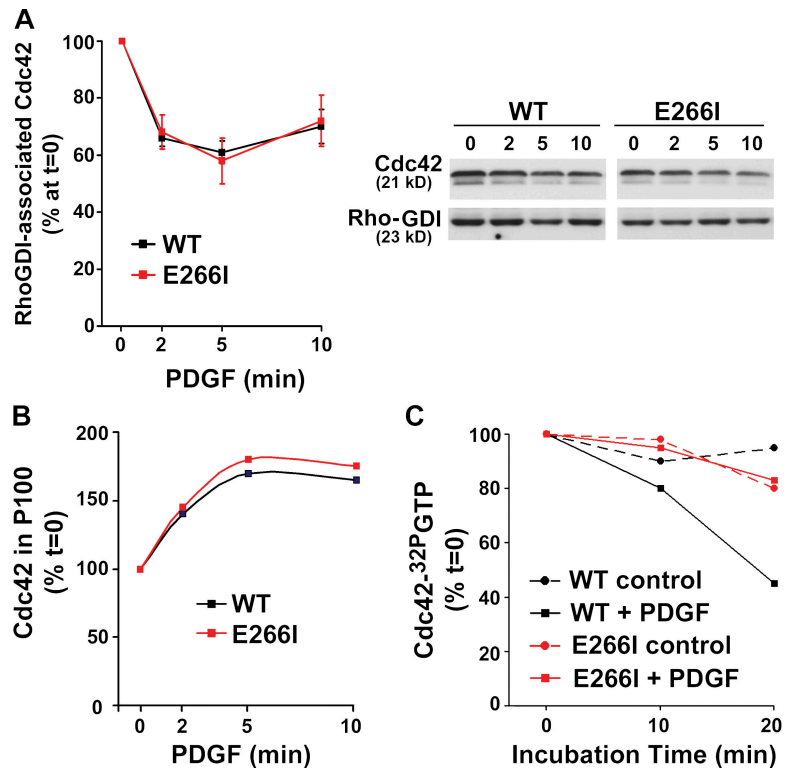 A
RhoGDI-associated Cdc42
(% at t=0)
100
80
60
40
20
0
WT
E266I
0 2 5 10
PDGF (min)
WT E266I
0 2 5 10 0 2 5 10
Cdc42
(21 kD)
Rho-GDI
(23 kD)
B
Cdc42 in P100
(% t=0)
200
150
100
50
0
WT
E266I
0 2 5 10
PDGF (min)
C
Cdc42-32PGTP
(% t=0)
100
80
60
40
20
0
WT control
WT + PDGF
E266I control
E266I + PDGF
0 10 20
Incubation Time (min)